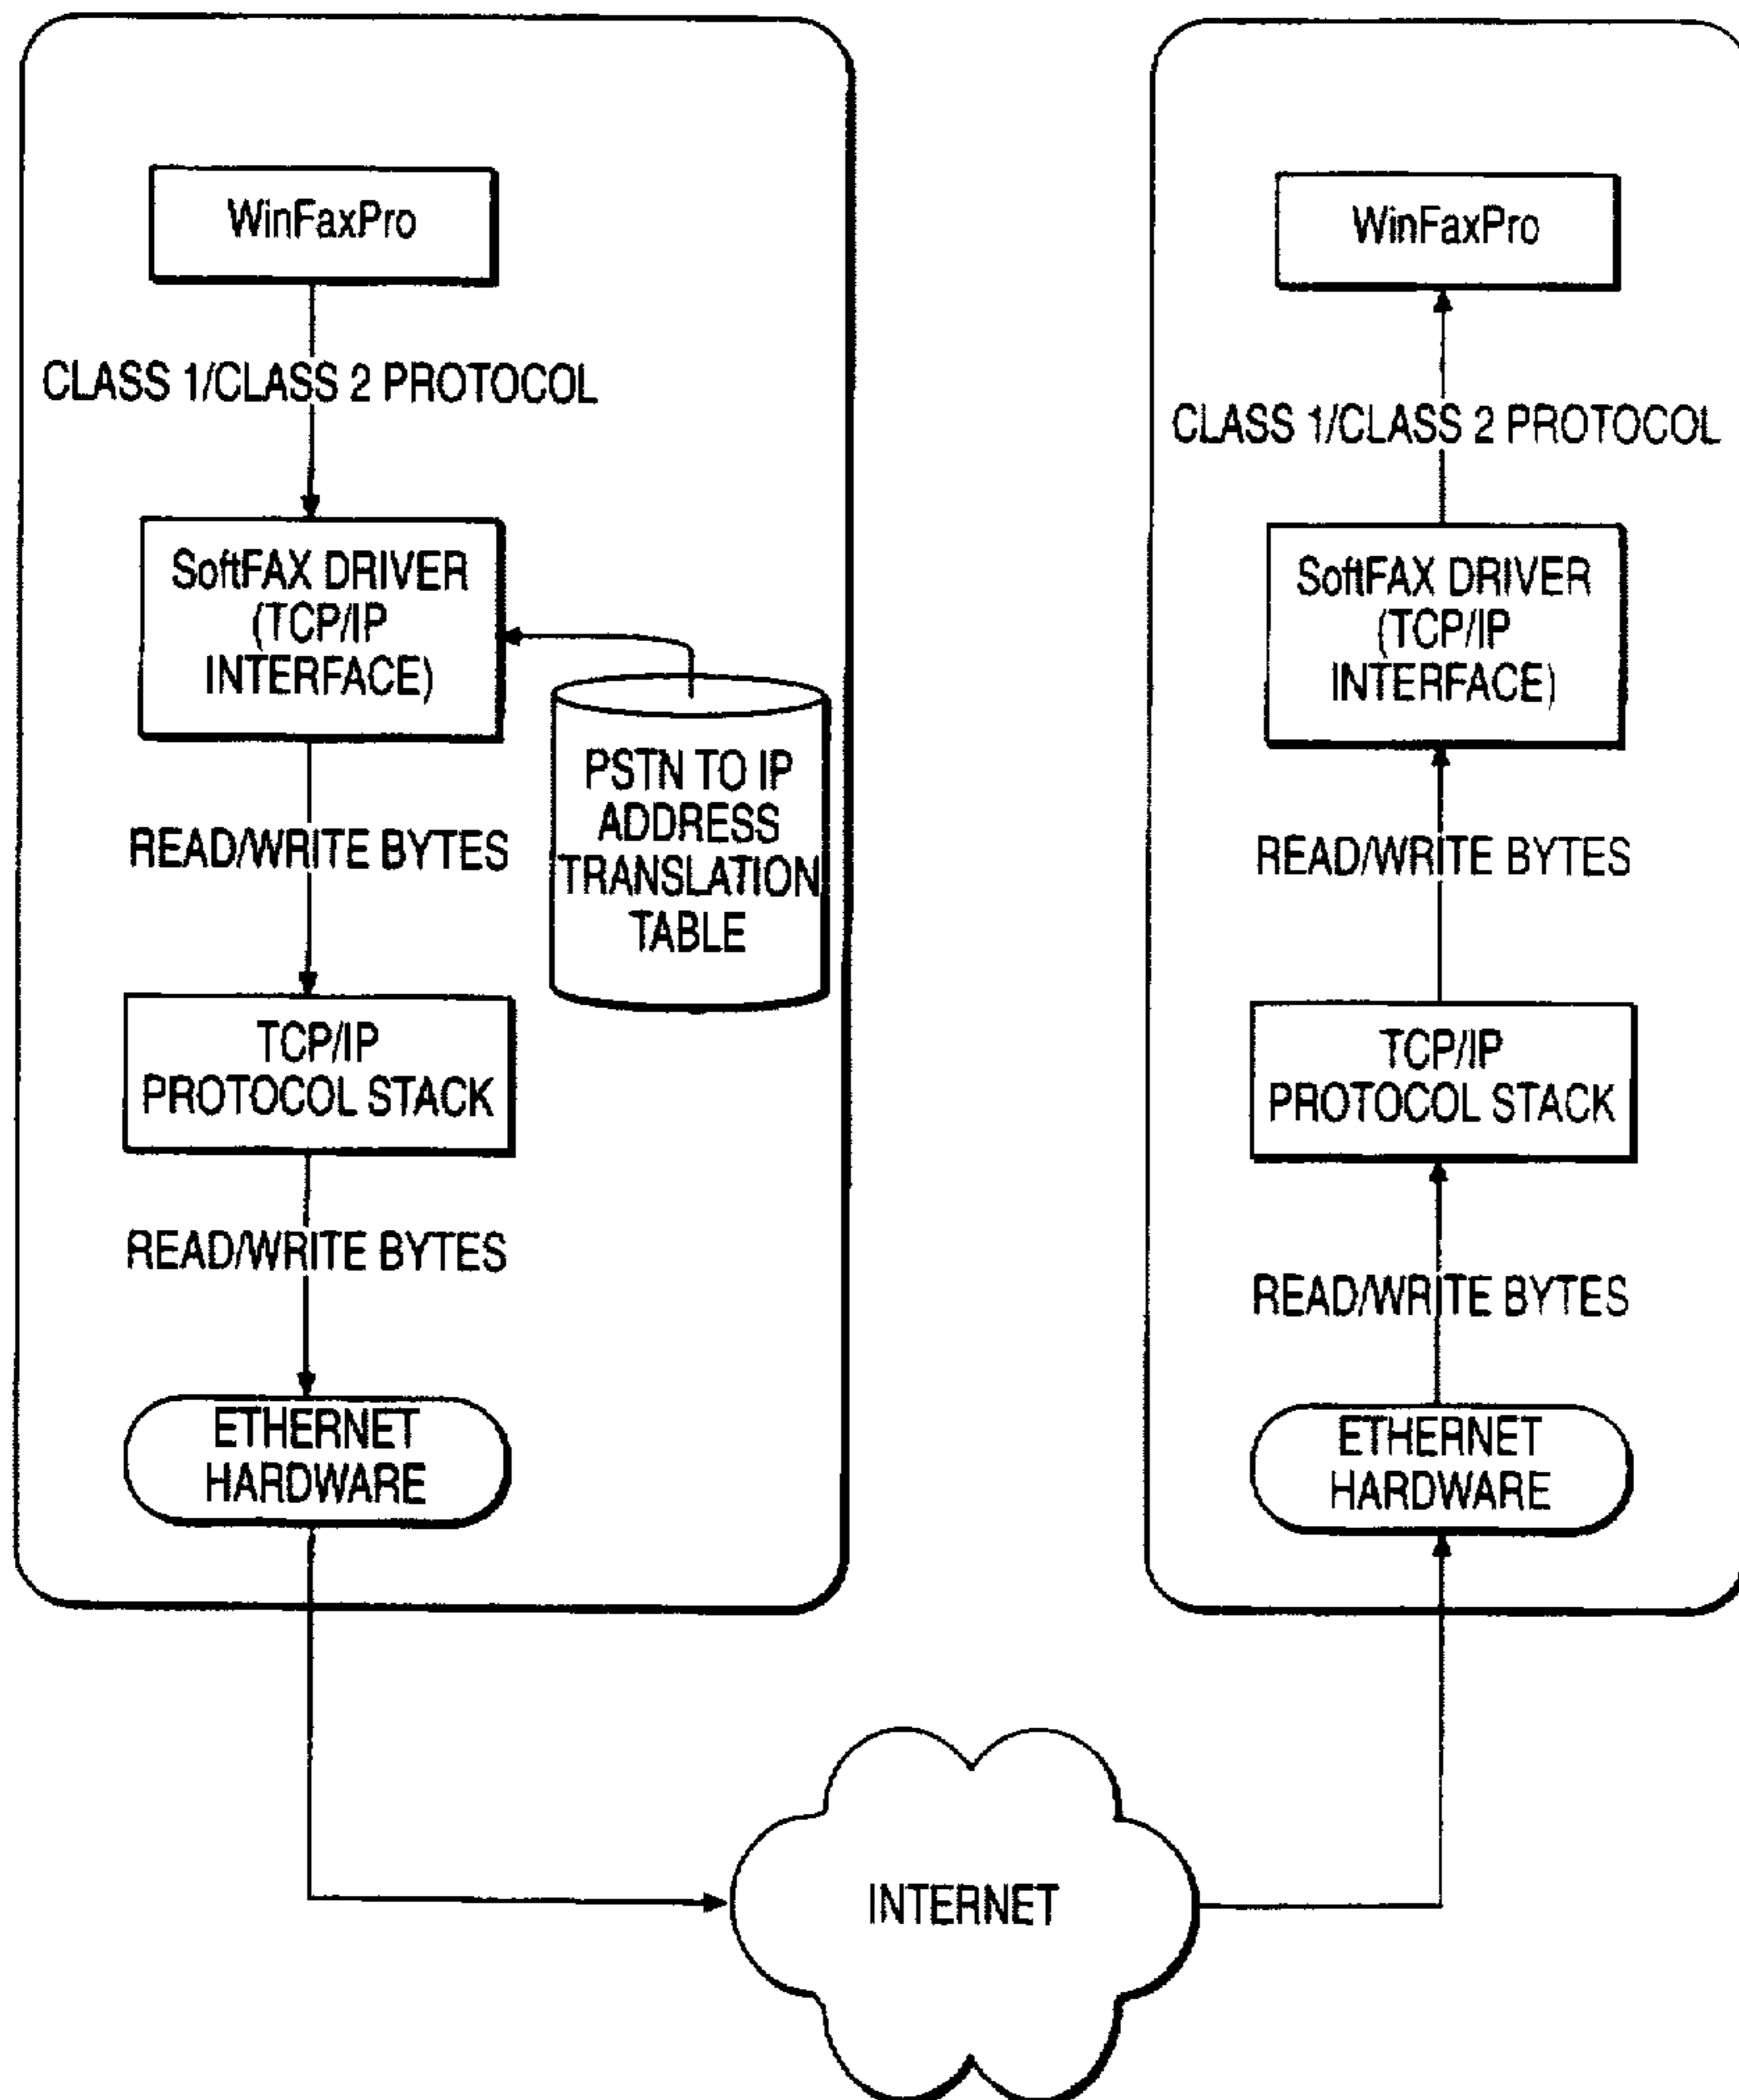 WinFaxPro
CLASS 1/CLASS 2 PROTOCOL
SoftFAX DRIVER
(TCP/IP
INTERFACE)
PSTN TO IP
ADDRESS
TRANSLATION
TABLE
READ/WRITE BYTES
TCP/IP
PROTOCOL STACK
READ/WRITE BYTES
ETHERNET
HARDWARE
INTERNET
WinFaxPro
CLASS 1/CLASS 2 PROTOCOL
SoftFAX DRIVER
(TCP/IP
INTERFACE)
READ/WRITE BYTES
TCP/IP
PROTOCOL STACK
READ/WRITE BYTES
ETHERNET
HARDWARE